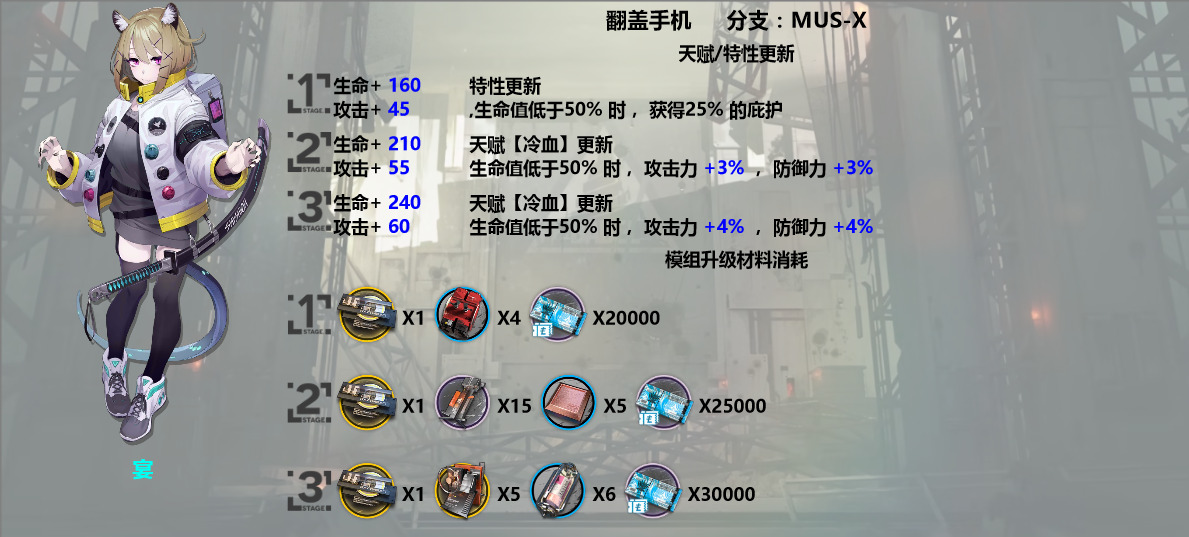 翻盖手机 分支：MUS-X
天赋/特性更新
1 STAGE. 生命+ 160 特性更新
攻击+ 45 ,生命值低于50% 时， 获得25% 的庇护
2 STAGE. 生命+ 210 天赋【冷血】更新
攻击+ 55 生命值低于50% 时， 攻击力 +3% ， 防御力 +3%
3 STAGE. 生命+ 240 天赋【冷血】更新
攻击+ 60 生命值低于50% 时， 攻击力 +4% ， 防御力 +4%
模组升级材料消耗
1 STAGE. X1 X4 X20000
2 STAGE. X1 X15 X5 X25000
3 STAGE. X1 X5 X6 X30000
宴